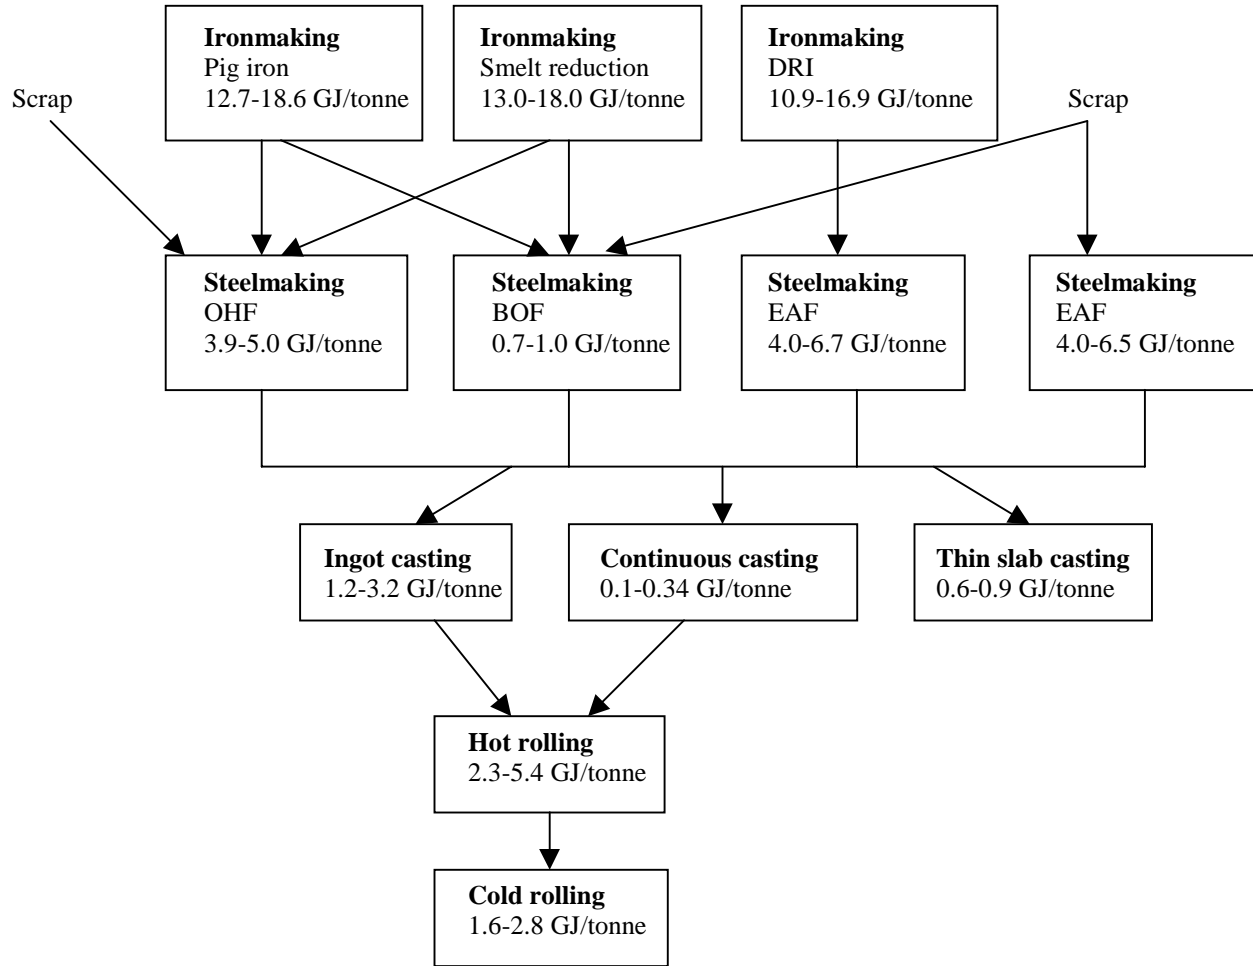 Ironmaking
Pig iron
12.7-18.6 GJ/tonne
Ironmaking
Smelt reduction
13.0-18.0 GJ/tonne
Ironmaking
DRI
10.9-16.9 GJ/tonne
Scrap
Scrap
Steelmaking
OHF
3.9-5.0 GJ/tonne
Steelmaking
BOF
0.7-1.0 GJ/tonne
Steelmaking
EAF
4.0-6.7 GJ/tonne
Steelmaking
EAF
4.0-6.5 GJ/tonne
Ingot casting
1.2-3.2 GJ/tonne
Continuous casting
0.1-0.34 GJ/tonne
Thin slab casting
0.6-0.9 GJ/tonne
Hot rolling
2.3-5.4 GJ/tonne
Cold rolling
1.6-2.8 GJ/tonne